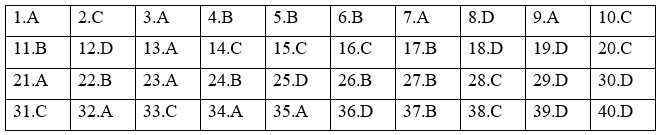 1.A 2.C 3.A 4.B 5.B 6.B 7.A 8.D 9.A 10.C
11.B 12.D 13.A 14.C 15.C 16.C 17.B 18.D 19.D 20.C
21.A 22.B 23.A 24.B 25.D 26.B 27.B 28.C 29.D 30.D
31.C 32.A 33.C 34.A 35.A 36.D 37.B 38.C 39.D 40.D